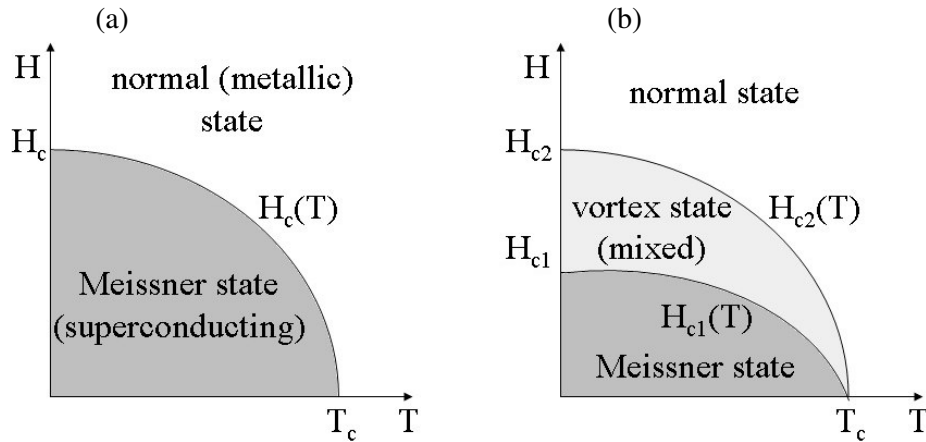 (a)
H
normal (metallic)
state
H_c
H_c(T)
Meissner state
(superconducting)
T_c
T
(b)
H
normal state
H_c2
vortex state
(mixed)
H_c2(T)
H_c1
H_c1(T)
Meissner state
T_c
T